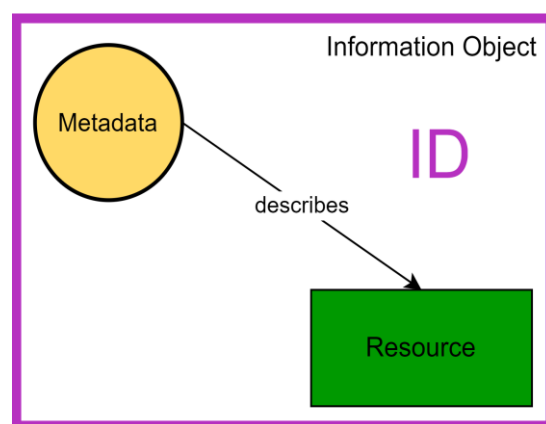 Information Object
Metadata
ID
describes
Resource